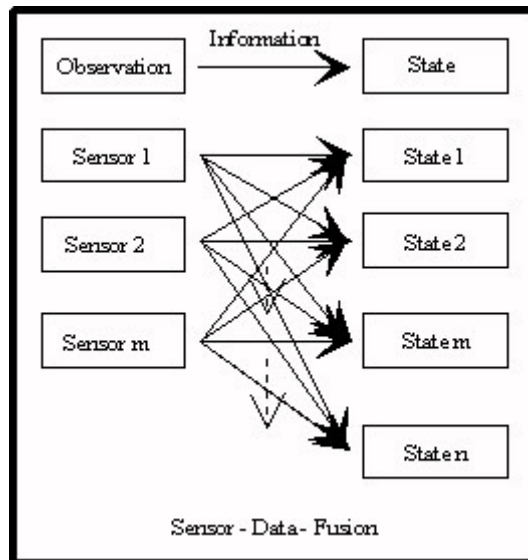 Information
Observation
State
Sensor 1
State 1
Sensor 2
State 2
Sensor m
State m
State n
Sensor - Data - Fusion